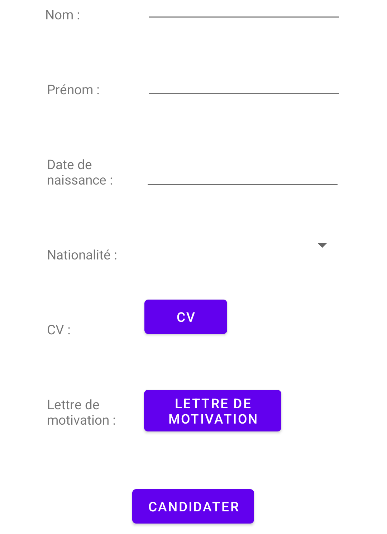 Nom :
Prénom :
Date de
naissance :
Nationalité :
CV :
CV
Lettre de
motivation :
LETTRE DE
MOTIVATION
CANDIDATER